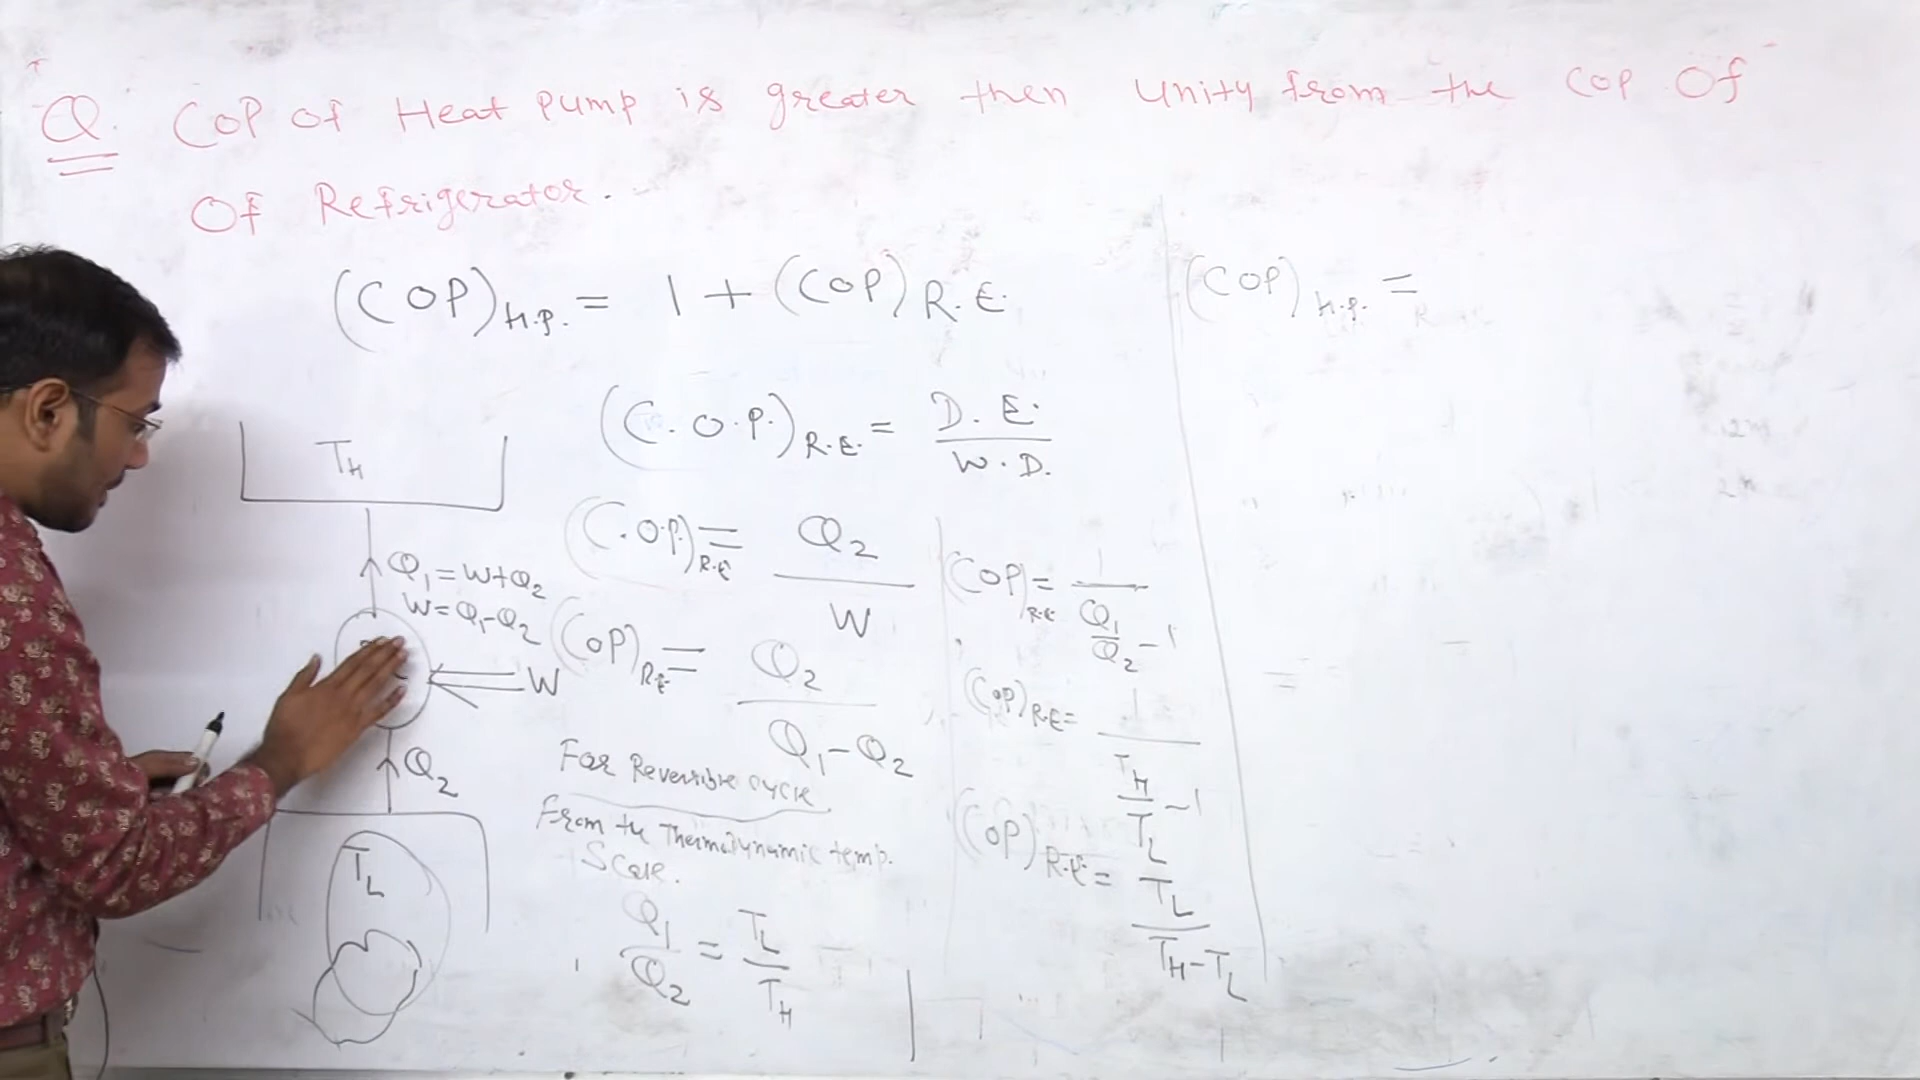 Q. COP of Heat pump is greater then unity from the COP Of
Of Refrigerator.
(COP)H.P. = 1 + (COP)R.E.
(C.O.P.)R.E. = D.E. / W.D.
(C.O.P)R.E = Q2 / W
(COP)R.E = Q2 / Q1-Q2
For Reversible cycle
From the Thermodynamic temp.
Scale.
Q1/Q2 = TL/TH
TH
Q1 = W+Q2
W = Q1-Q2
W
Q2
TL
(COP)R.E = 1 / Q1/Q2 - 1
(COP)R.E = 1 / TH/TL - 1
(COP)R.E = TL / TH-TL
(COP)H.P. =